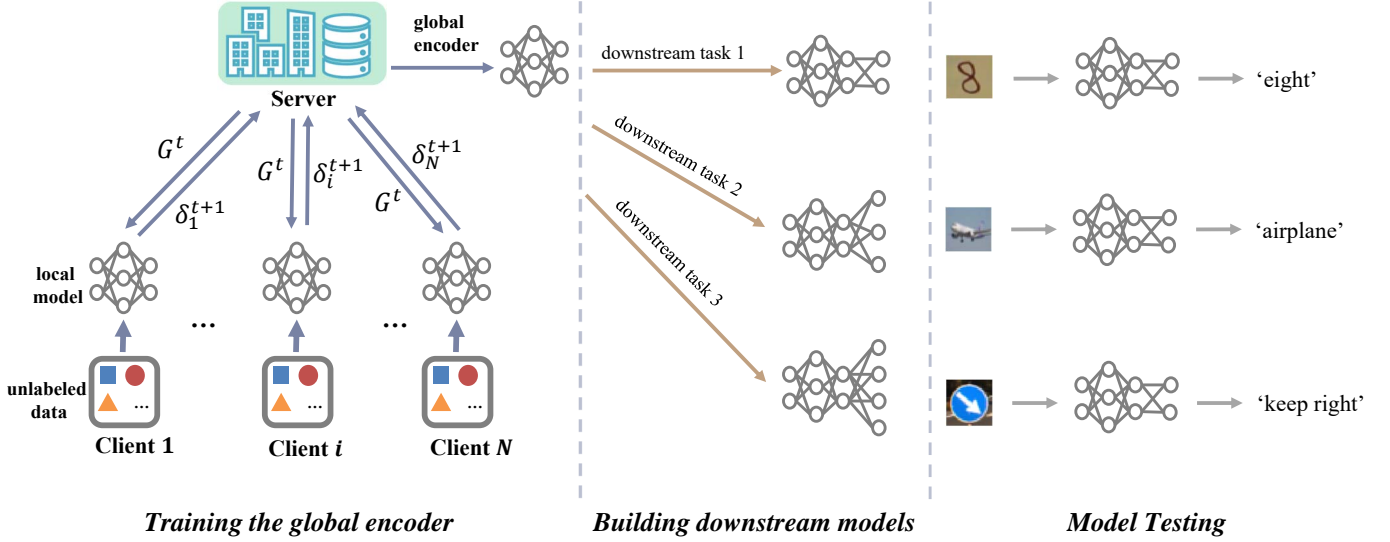 global
encoder
Server
G^t
δ_1^{t+1}
G^t
δ_i^{t+1}
δ_N^{t+1}
G^t
local
model
...
...
unlabeled
data
...
...
...
Client 1
Client i
Client N
Training the global encoder
downstream task 1
downstream task 2
downstream task 3
Building downstream models
8
‘eight’
‘airplane’
‘keep right’
Model Testing